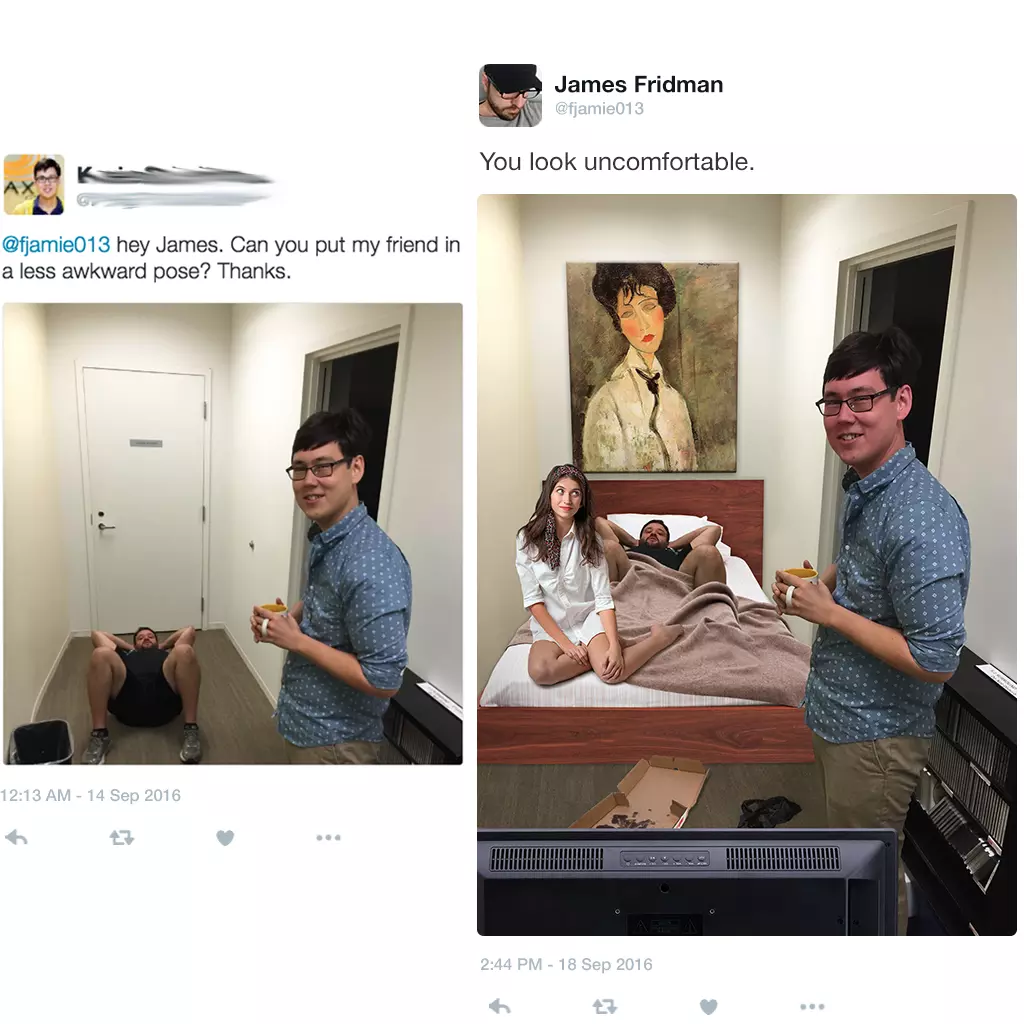 AX
@fjamie013 hey James. Can you put my friend in
a less awkward pose? Thanks.
12:13 AM - 14 Sep 2016
James Fridman
@fjamie013
You look uncomfortable.
2:44 PM - 18 Sep 2016